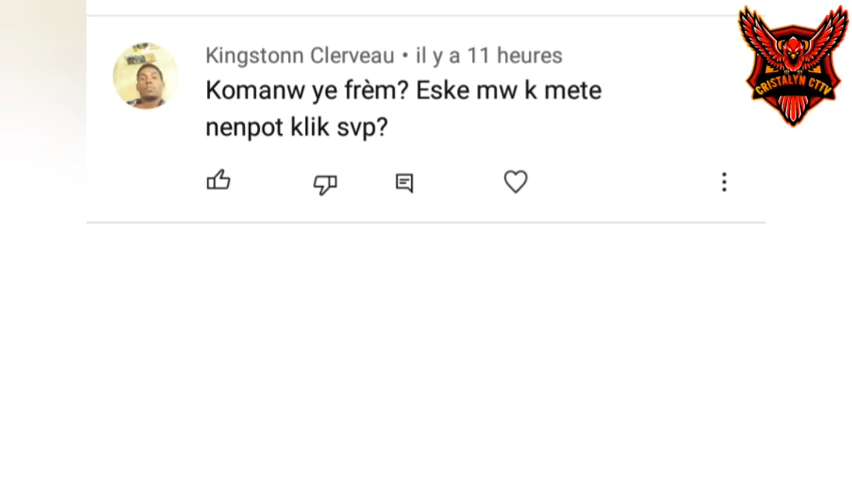 Kingstonn Clerveau • il y a 11 heures
Komanw ye frèm? Eske mw k mete
nenpot klik svp?
CRISTALYN CTTV